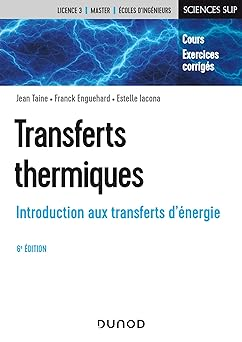 LICENCE 3 | MASTER | ÉCOLES D'INGÉNIEURS
SCIENCES SUP
Cours
Exercices
corrigés
Jean Taine • Franck Enguehard • Estelle Iacona
Transferts
thermiques
Introduction aux transferts d'énergie
6e ÉDITION
DUNOD